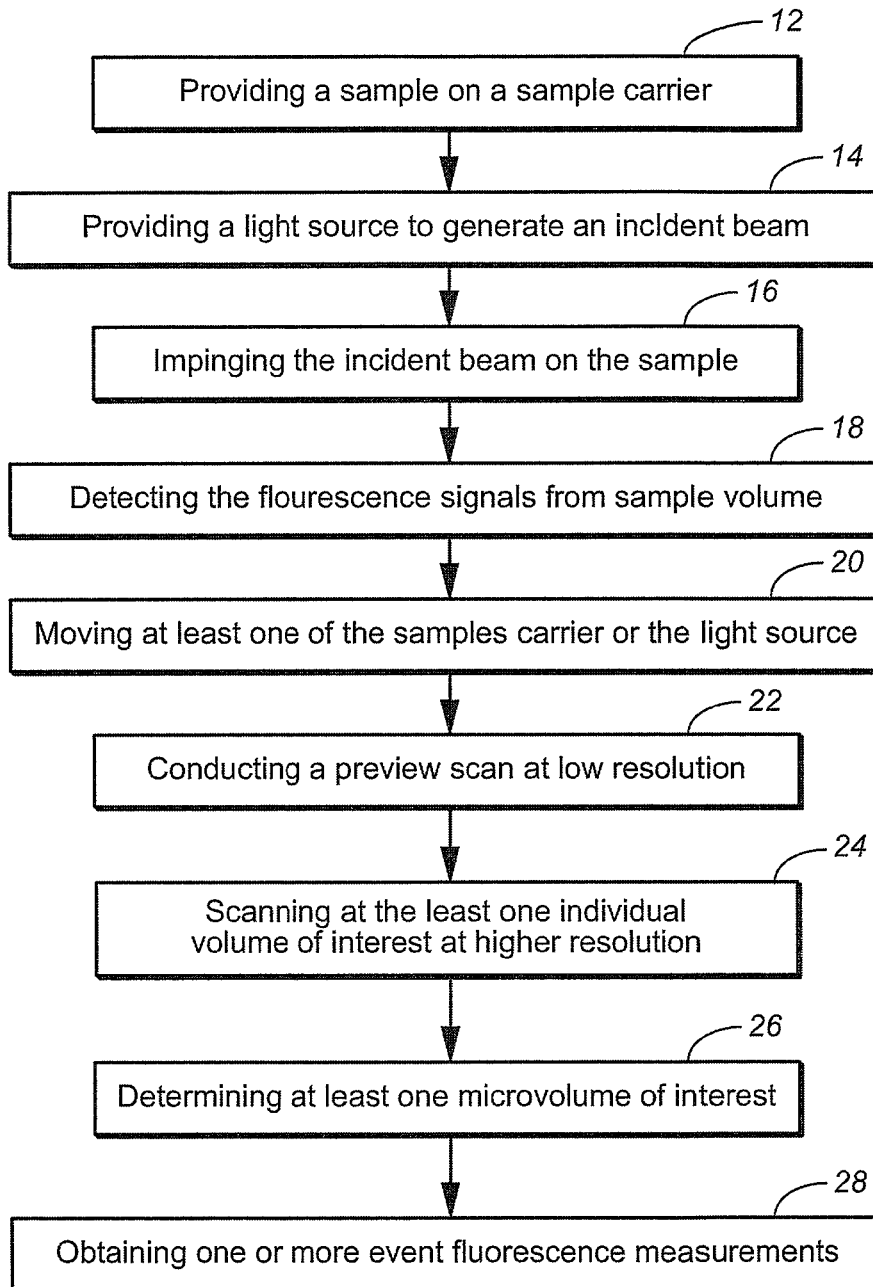 12
Providing a sample on a sample carrier
14
Providing a light source to generate an incldent beam
16
Impinging the incident beam on the sample
18
Detecting the flourescence signals from sample volume
20
Moving at least one of the samples carrier or the light source
22
Conducting a preview scan at low resolution
24
Scanning at the least one individual
volume of interest at higher resolution
26
Determining at least one microvolume of interest
28
Obtaining one or more event fluorescence measurements